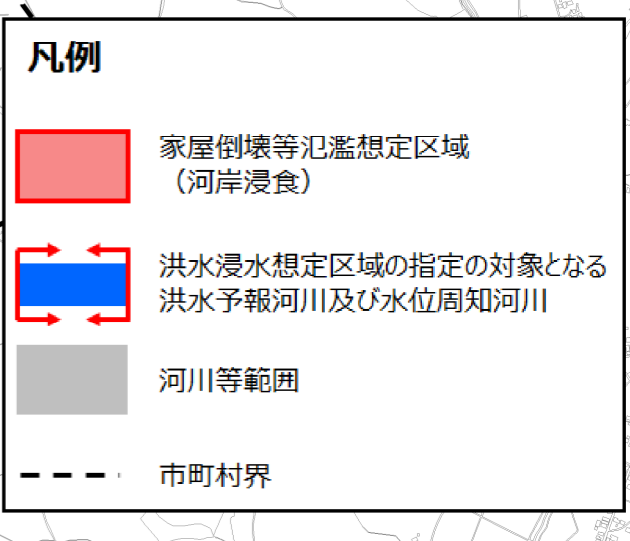 凡例
家屋倒壊等氾濫想定区域
（河岸浸食）
洪水浸水想定区域の指定の対象となる
洪水予報河川及び水位周知河川
河川等範囲
市町村界